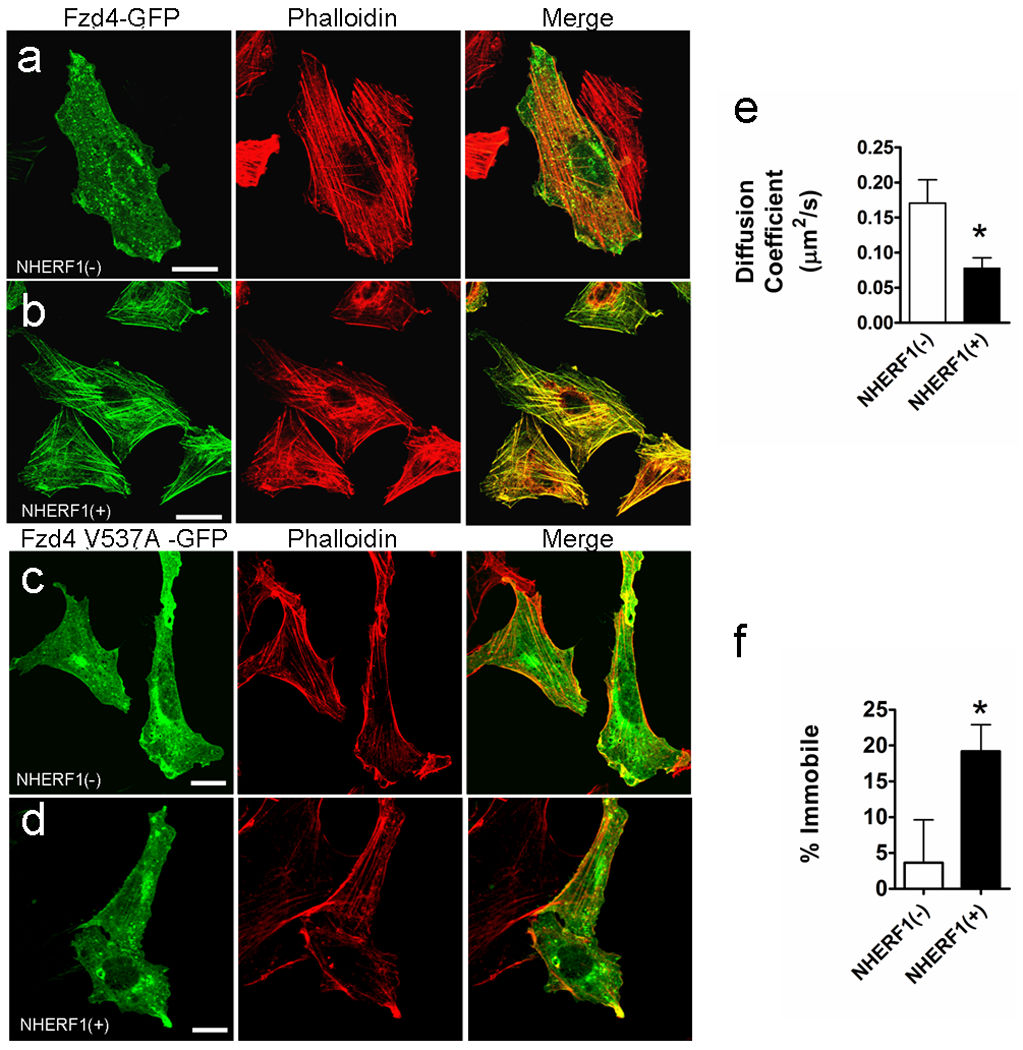 Fzd4-GFP Phalloidin Merge
a
NHERF1(-)
b
NHERF1(+)
Fzd4 V537A -GFP Phalloidin Merge
c
NHERF1(-)
d
NHERF1(+)
e
Diffusion
Coefficient
(µm²/s)
0.25
0.20
0.15
0.10
0.05
0.00
*
NHERF1(-)
NHERF1(+)
f
% Immobile
25
20
15
10
5
0
*
NHERF1(-)
NHERF1(+)